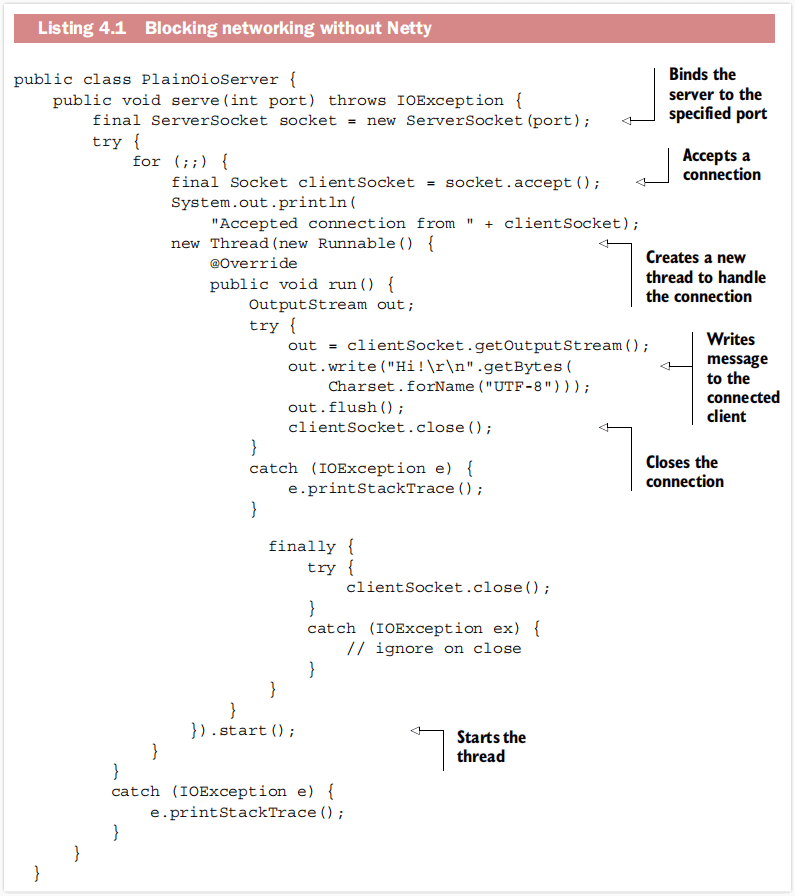 Listing 4.1 Blocking networking without Netty
public class PlainOioServer {
    public void serve(int port) throws IOException {
        final ServerSocket socket = new ServerSocket(port);
        try {
            for (;;) {
                final Socket clientSocket = socket.accept();
                System.out.println(
                    "Accepted connection from " + clientSocket);
                new Thread(new Runnable() {
                    @Override
                    public void run() {
                        OutputStream out;
                        try {
                            out = clientSocket.getOutputStream();
                            out.write("Hi!\r\n".getBytes(
                                Charset.forName("UTF-8")));
                            out.flush();
                            clientSocket.close();
                        }
                        catch (IOException e) {
                            e.printStackTrace();
                        }
                          finally {
                              try {
                                  clientSocket.close();
                              }
                              catch (IOException ex) {
                                  // ignore on close
                              }
                          }
                      }
                  }).start();
              }
          }
          catch (IOException e) {
              e.printStackTrace();
          }
      }
  }
Binds the
server to the
specified port
Accepts a
connection
Creates a new
thread to handle
the connection
Writes
message
to the
connected
client
Closes the
connection
Starts the
thread